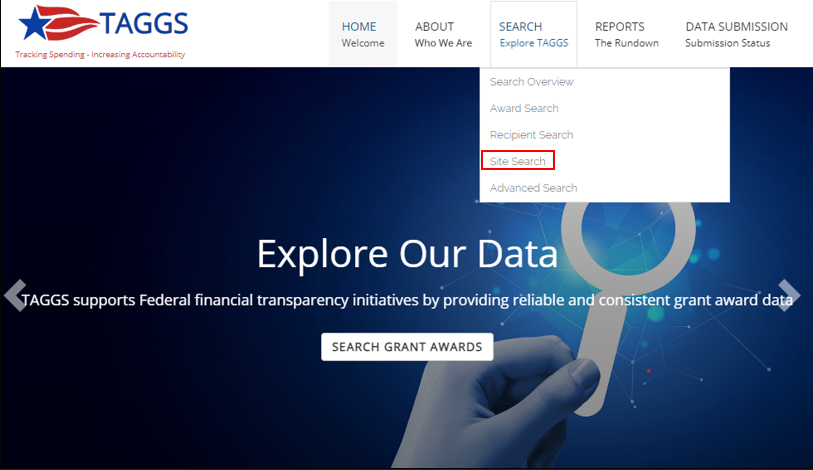 TAGGS
Tracking Spending - Increasing Accountability
HOME
Welcome
ABOUT
Who We Are
SEARCH
Explore TAGGS
REPORTS
The Rundown
DATA SUBMISSION
Submission Status
Search Overview
Award Search
Recipient Search
Site Search
Advanced Search
Explore Our Data
TAGGS supports Federal financial transparency initiatives by providing reliable and consistent grant award data
SEARCH GRANT AWARDS